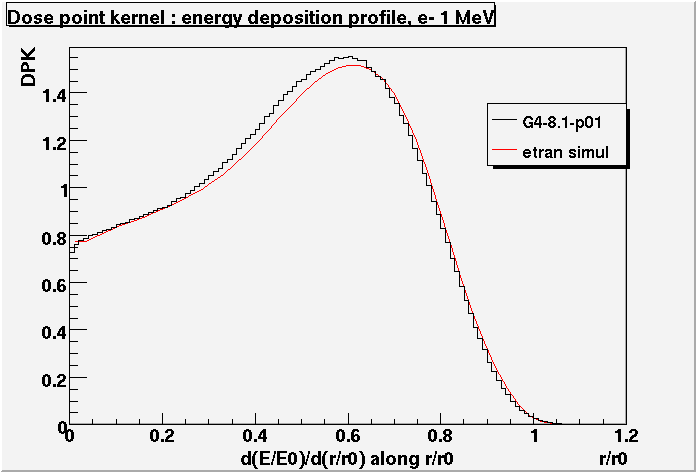 Dose point kernel : energy deposition profile, e- 1 MeV
DPK
1.4
1.2
1
0.8
0.6
0.4
0.2
0
G4-8.1-p01
etran simul
0 0.2 0.4 0.6 0.8 1 1.2
d(E/E0)/d(r/r0) along r/r0 r/r0